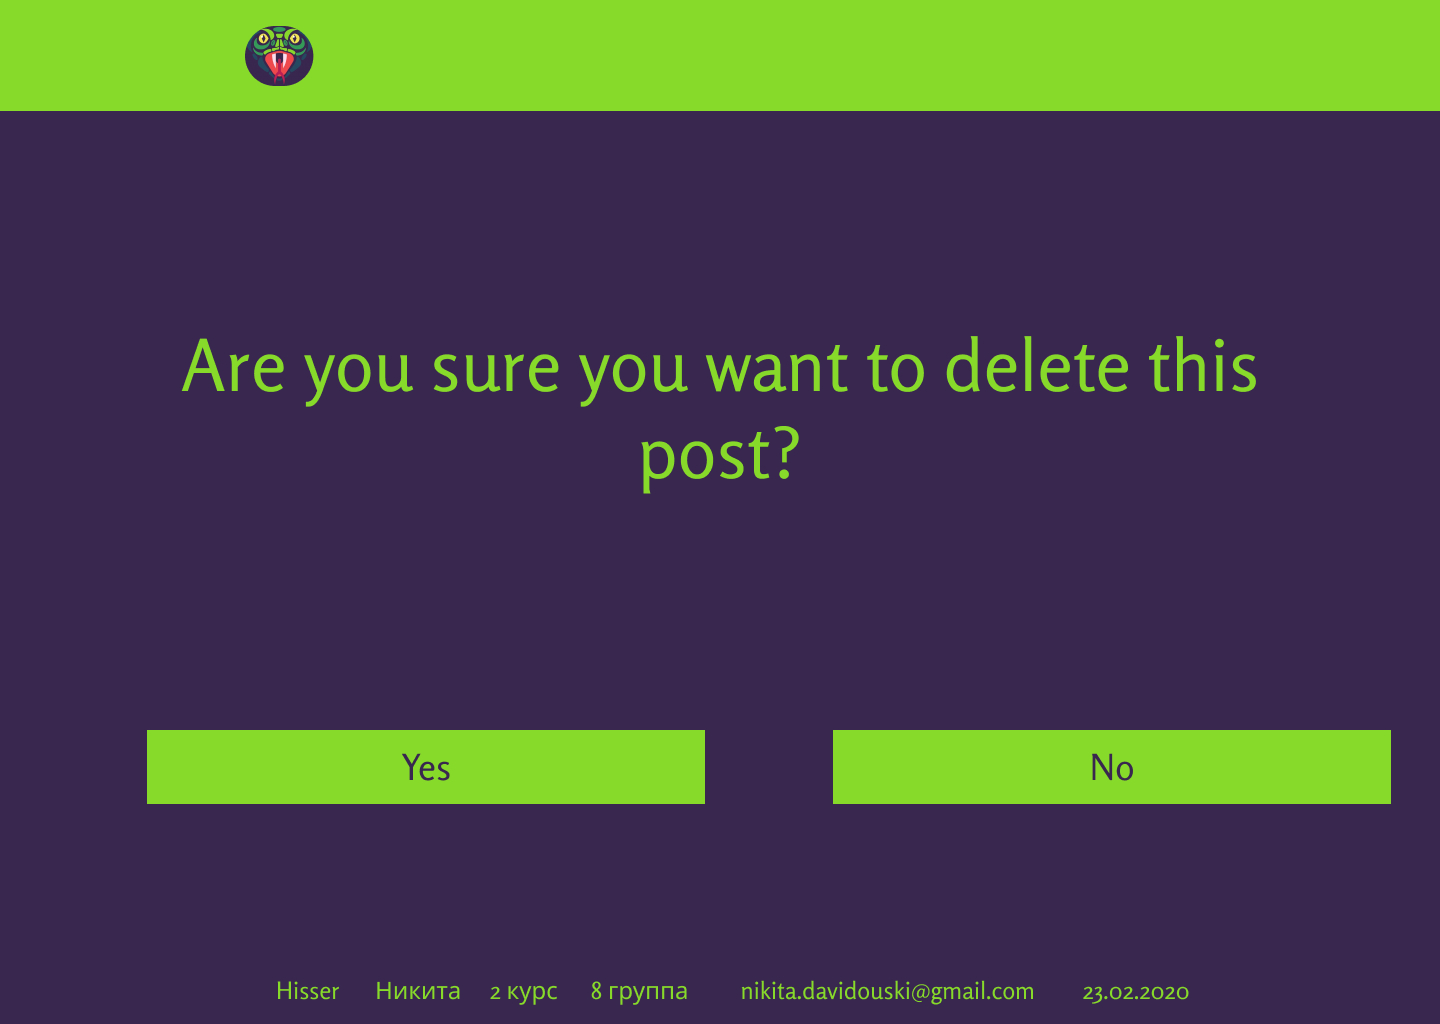 Are you sure you want to delete this
post?
Yes No
Hisser Никита 2 курс 8 группа nikita.davidouski@gmail.com 23.02.2020